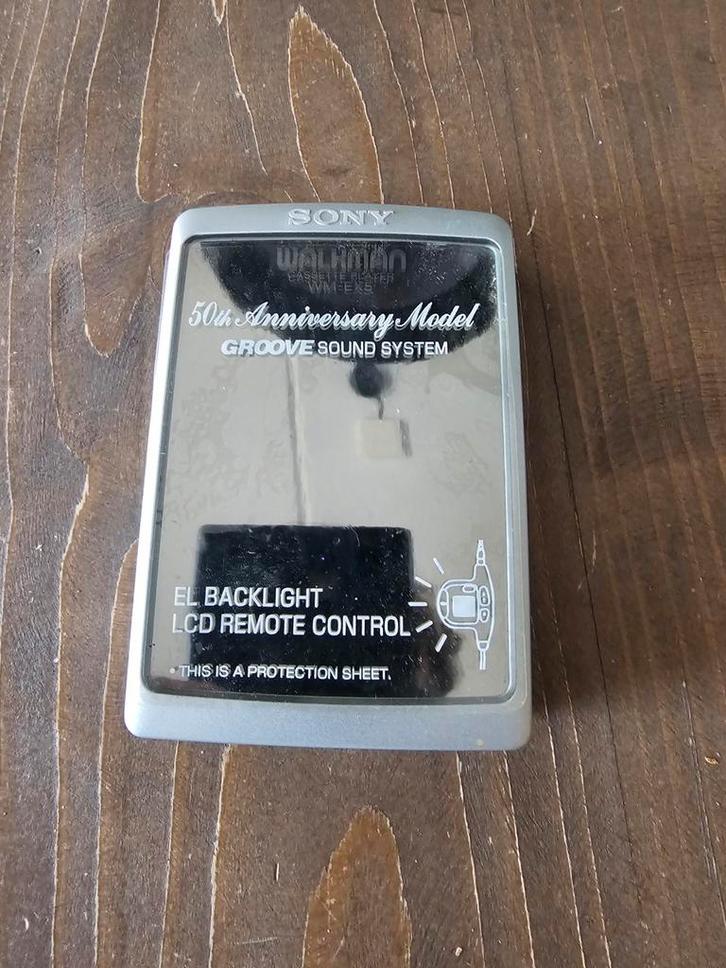 SONY
WALKMAN
CASSETTE PLAYER
WM-EX5
50th Anniversary Model
GROOVE SOUND SYSTEM
EL BACKLIGHT
LCD REMOTE CONTROL
• THIS IS A PROTECTION SHEET.